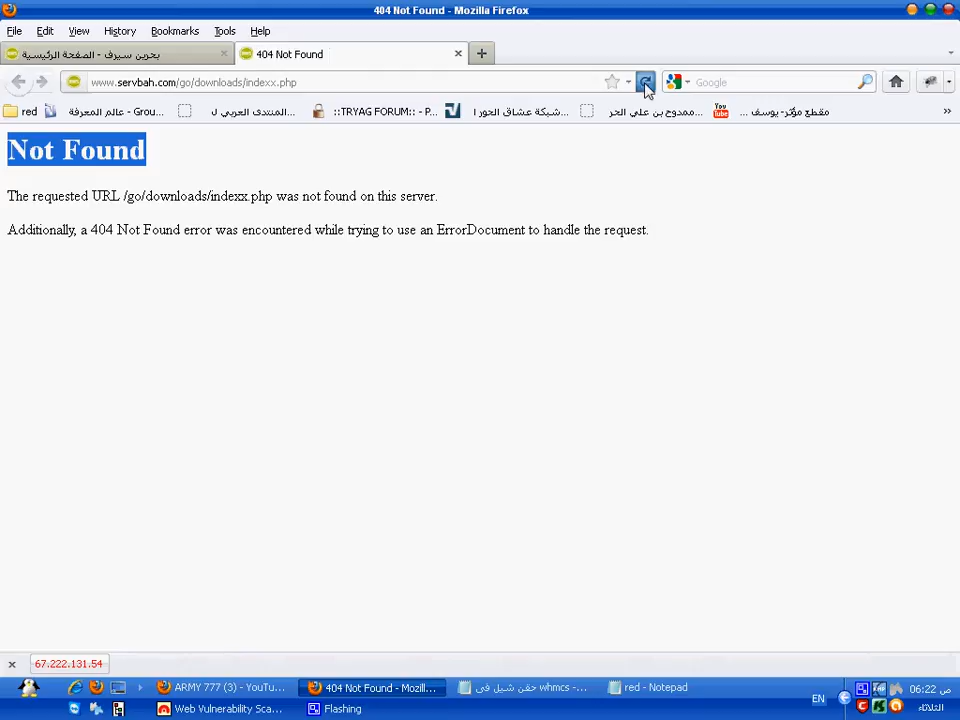 404 Not Found - Mozilla Firefox
File Edit View History Bookmarks Tools Help
بحرين سيرف - الصفحة الرئيسية
404 Not Found
www.servbah.com/go/downloads/indexx.php
Google
red
عالم المعرفة - Grou...
المنتدى العربي ل...
::TRYAG FORUM:: - P...
شبكة عشاق الحور ا...
ممدوح بن علي الحر...
You Tube
مقطع مؤثر- يوسف ...
Not Found
The requested URL /go/downloads/indexx.php was not found on this server.
Additionally, a 404 Not Found error was encountered while trying to use an ErrorDocument to handle the request.
67.222.131.54
ARMY 777 (3) - YouTu...
404 Not Found - Mozill...
حقن شيل في whmcs -...
red - Notepad
EN
06:22 ص
Web Vulnerability Sca...
Flashing
الثلاثاء